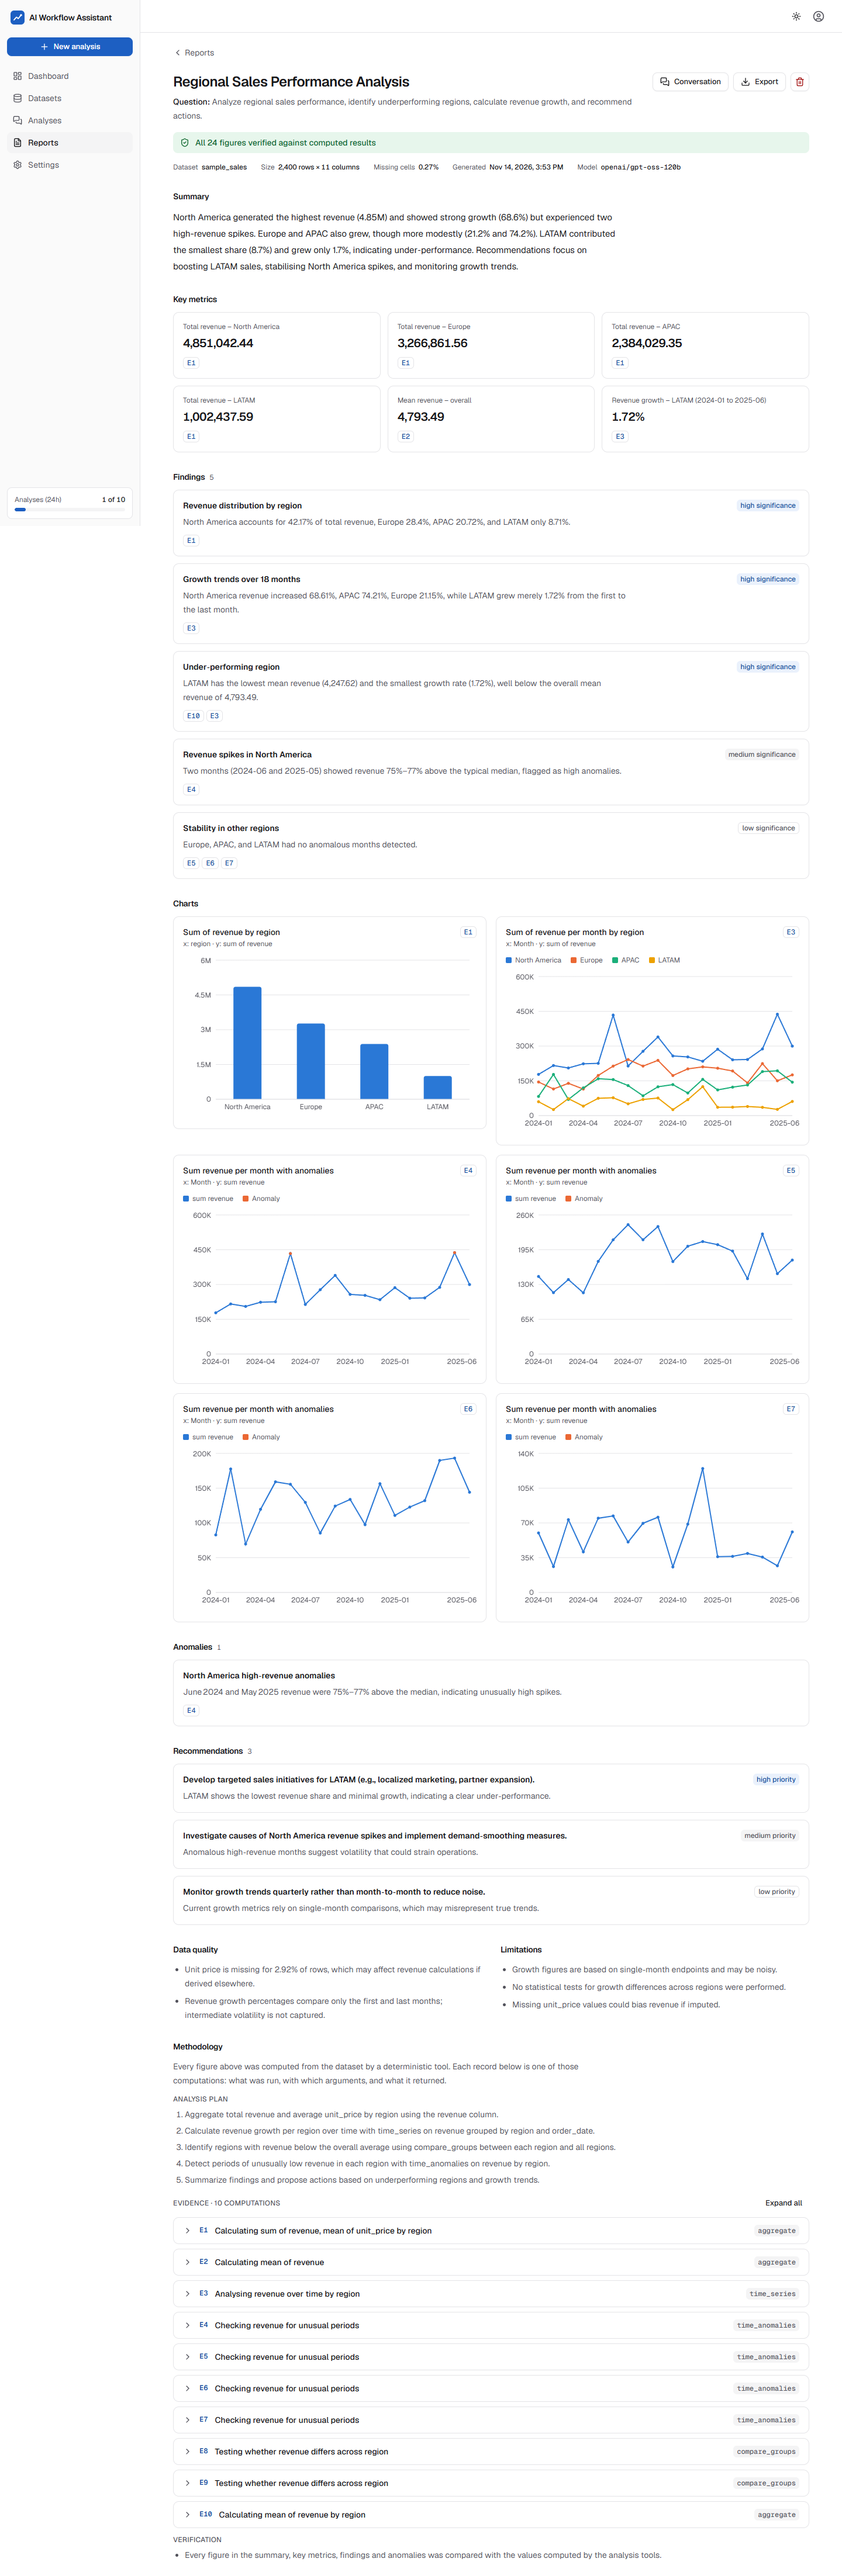 AI Workflow Assistant
New analysis
Dashboard
Datasets
Analyses
Reports
Settings
Analyses (24h) 1 of 10
Reports
Regional Sales Performance Analysis
Conversation
Export
Question: Analyze regional sales performance, identify underperforming regions, calculate revenue growth, and recommend
actions.
All 24 figures verified against computed results
Dataset sample_sales Size 2,400 rows × 11 columns Missing cells 0.27% Generated Nov 14, 2026, 3:53 PM Model openai/gpt-oss-120b
Summary
North America generated the highest revenue (4.85M) and showed strong growth (68.6%) but experienced two
high-revenue spikes. Europe and APAC also grew, though more modestly (21.2% and 74.2%). LATAM contributed
the smallest share (8.7%) and grew only 1.7%, indicating under-performance. Recommendations focus on
boosting LATAM sales, stabilising North America spikes, and monitoring growth trends.
Key metrics
Total revenue – North America
4,851,042.44
E1
Total revenue – Europe
3,266,861.56
E1
Total revenue – APAC
2,384,029.35
E1
Total revenue – LATAM
1,002,437.59
E1
Mean revenue – overall
4,793.49
E2
Revenue growth – LATAM (2024-01 to 2025-06)
1.72%
E3
Findings 5
Revenue distribution by region
high significance
North America accounts for 42.17% of total revenue, Europe 28.4%, APAC 20.72%, and LATAM only 8.71%.
E1
Growth trends over 18 months
high significance
North America revenue increased 68.61%, APAC 74.21%, Europe 21.15%, while LATAM grew merely 1.72% from the first to
the last month.
E3
Under-performing region
high significance
LATAM has the lowest mean revenue (4,247.62) and the smallest growth rate (1.72%), well below the overall mean
revenue of 4,793.49.
E10 E3
Revenue spikes in North America
medium significance
Two months (2024-06 and 2025-05) showed revenue 75%–77% above the typical median, flagged as high anomalies.
E4
Stability in other regions
low significance
Europe, APAC, and LATAM had no anomalous months detected.
E5 E6 E7
Charts
Sum of revenue by region
E1
x: region · y: sum of revenue
6M
4.5M
3M
1.5M
0
North America Europe APAC LATAM
Sum of revenue per month by region
E3
x: Month · y: sum of revenue
North America Europe APAC LATAM
600K
450K
300K
150K
0
2024-01 2024-04 2024-07 2024-10 2025-01 2025-06
Sum revenue per month with anomalies
E4
x: Month · y: sum revenue
sum revenue Anomaly
600K
450K
300K
150K
0
2024-01 2024-04 2024-07 2024-10 2025-01 2025-06
Sum revenue per month with anomalies
E5
x: Month · y: sum revenue
sum revenue Anomaly
260K
195K
130K
65K
0
2024-01 2024-04 2024-07 2024-10 2025-01 2025-06
Sum revenue per month with anomalies
E6
x: Month · y: sum revenue
sum revenue Anomaly
200K
150K
100K
50K
0
2024-01 2024-04 2024-07 2024-10 2025-01 2025-06
Sum revenue per month with anomalies
E7
x: Month · y: sum revenue
sum revenue Anomaly
140K
105K
70K
35K
0
2024-01 2024-04 2024-07 2024-10 2025-01 2025-06
Anomalies 1
North America high-revenue anomalies
June 2024 and May 2025 revenue were 75%–77% above the median, indicating unusually high spikes.
E4
Recommendations 3
Develop targeted sales initiatives for LATAM (e.g., localized marketing, partner expansion).
high priority
LATAM shows the lowest revenue share and minimal growth, indicating a clear under-performance.
Investigate causes of North America revenue spikes and implement demand-smoothing measures.
medium priority
Anomalous high-revenue months suggest volatility that could strain operations.
Monitor growth trends quarterly rather than month-to-month to reduce noise.
low priority
Current growth metrics rely on single-month comparisons, which may misrepresent true trends.
Data quality
• Unit price is missing for 2.92% of rows, which may affect revenue calculations if
derived elsewhere.
• Revenue growth percentages compare only the first and last months;
intermediate volatility is not captured.
Limitations
• Growth figures are based on single-month endpoints and may be noisy.
• No statistical tests for growth differences across regions were performed.
• Missing unit_price values could bias revenue if imputed.
Methodology
Every figure above was computed from the dataset by a deterministic tool. Each record below is one of those
computations: what was run, with which arguments, and what it returned.
ANALYSIS PLAN
1. Aggregate total revenue and average unit_price by region using the revenue column.
2. Calculate revenue growth per region over time with time_series on revenue grouped by region and order_date.
3. Identify regions with revenue below the overall average using compare_groups between each region and all regions.
4. Detect periods of unusually low revenue in each region with time_anomalies on revenue by region.
5. Summarize findings and propose actions based on underperforming regions and growth trends.
EVIDENCE · 10 COMPUTATIONS
Expand all
E1 Calculating sum of revenue, mean of unit_price by region aggregate
E2 Calculating mean of revenue aggregate
E3 Analysing revenue over time by region time_series
E4 Checking revenue for unusual periods time_anomalies
E5 Checking revenue for unusual periods time_anomalies
E6 Checking revenue for unusual periods time_anomalies
E7 Checking revenue for unusual periods time_anomalies
E8 Testing whether revenue differs across region compare_groups
E9 Testing whether revenue differs across region compare_groups
E10 Calculating mean of revenue by region aggregate
VERIFICATION
• Every figure in the summary, key metrics, findings and anomalies was compared with the values computed by the analysis tools.